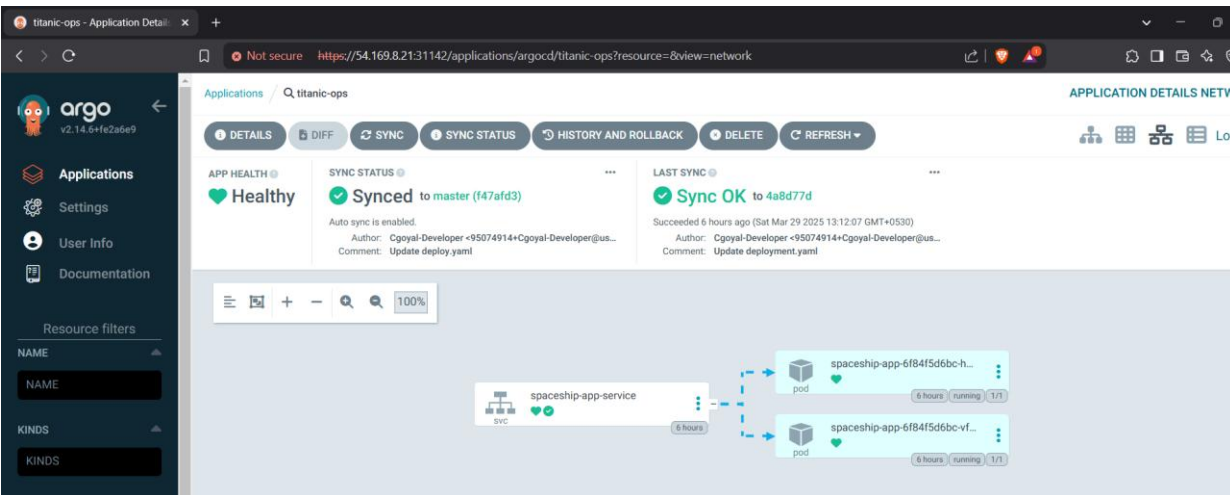 titanic-ops - Application Detail
Not secure https://54.169.8.21:31142/applications/argocd/titanic-ops?resource=&view=network
argo
v2.14.6+fe2a6e9
Applications
Settings
User Info
Documentation
Resource filters
NAME
NAME
KINDS
KINDS
Applications / titanic-ops
APPLICATION DETAILS NETW
DETAILS DIFF SYNC SYNC STATUS HISTORY AND ROLLBACK DELETE REFRESH
Lo
APP HEALTH
Healthy
SYNC STATUS
Synced to master (f47afd3)
Auto sync is enabled.
Author: Cgoyal-Developer <95074914+Cgoyal-Developer@us...
Comment: Update deploy.yaml
LAST SYNC
Sync OK to 4a8d77d
Succeeded 6 hours ago (Sat Mar 29 2025 13:12:07 GMT+0530)
Author: Cgoyal-Developer <95074914+Cgoyal-Developer@us...
Comment: Update deployment.yaml
100%
spaceship-app-service
svc
6 hours
spaceship-app-6f84f5d6bc-h...
pod
6 hours running 1/1
spaceship-app-6f84f5d6bc-vf...
pod
6 hours running 1/1